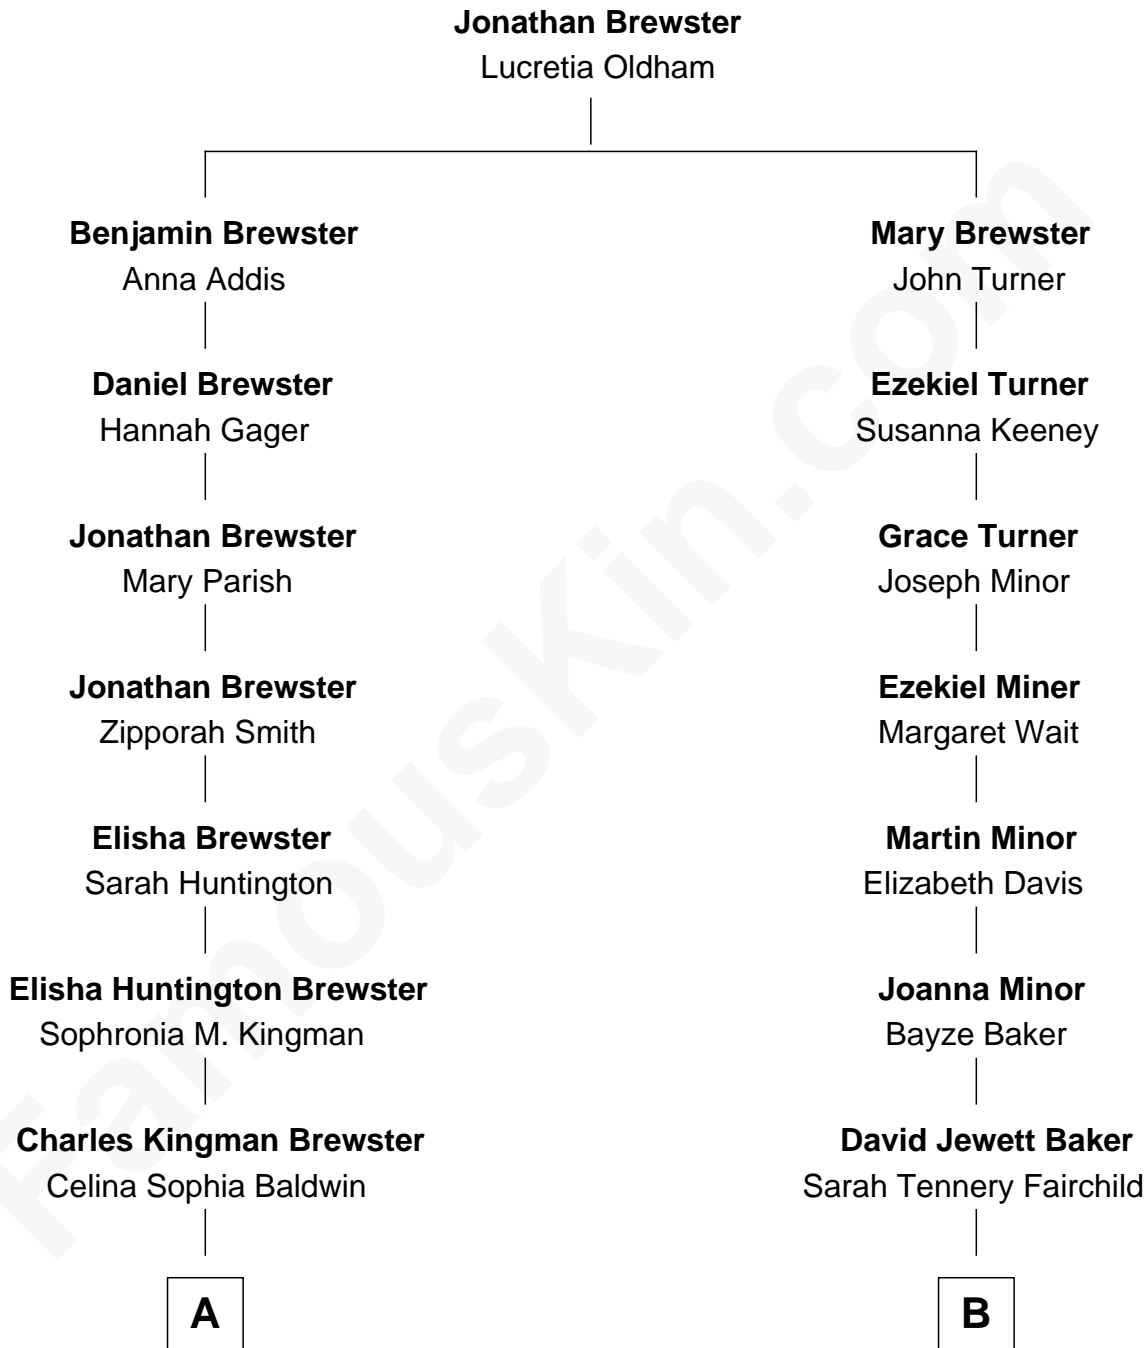 Jonathan Brewster
Lucretia Oldham
Benjamin Brewster
Anna Addis
Mary Brewster
John Turner
Daniel Brewster
Hannah Gager
Ezekiel Turner
Susanna Keeney
Jonathan Brewster
Mary Parish
Grace Turner
Joseph Minor
Jonathan Brewster
Zipporah Smith
Ezekiel Miner
Margaret Wait
Elisha Brewster
Sarah Huntington
Martin Minor
Elizabeth Davis
Elisha Huntington Brewster
Sophronia M. Kingman
Joanna Minor
Bayze Baker
Charles Kingman Brewster
Celina Sophia Baldwin
David Jewett Baker
Sarah Tennery Fairchild
A
B
FamousKin.com